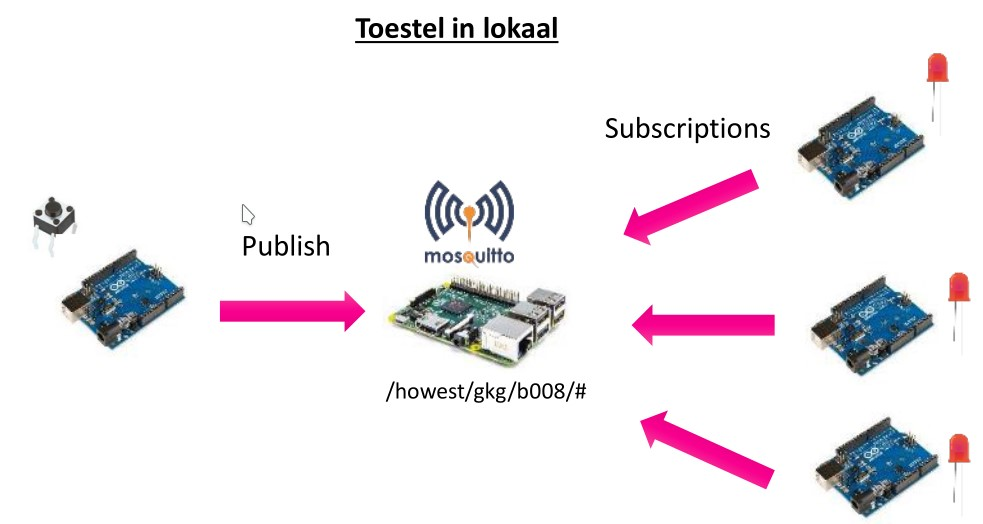 Toestel in lokaal
Subscriptions
Publish
mosquitto
/howest/gkg/b008/#